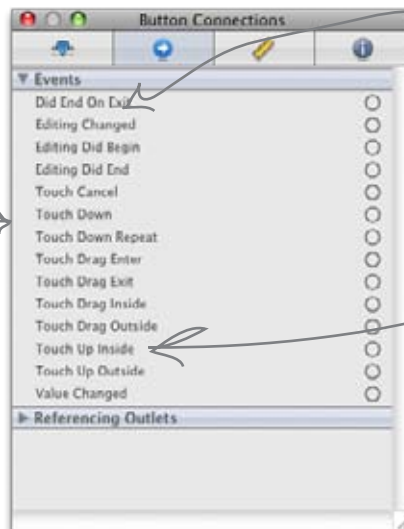 Button Connections
Events
Did End On Exit
Editing Changed
Editing Did Begin
Editing Did End
Touch Cancel
Touch Down
Touch Down Repeat
Touch Drag Enter
Touch Drag Exit
Touch Drag Inside
Touch Drag Outside
Touch Up Inside
Touch Up Outside
Value Changed
Referencing Outlets